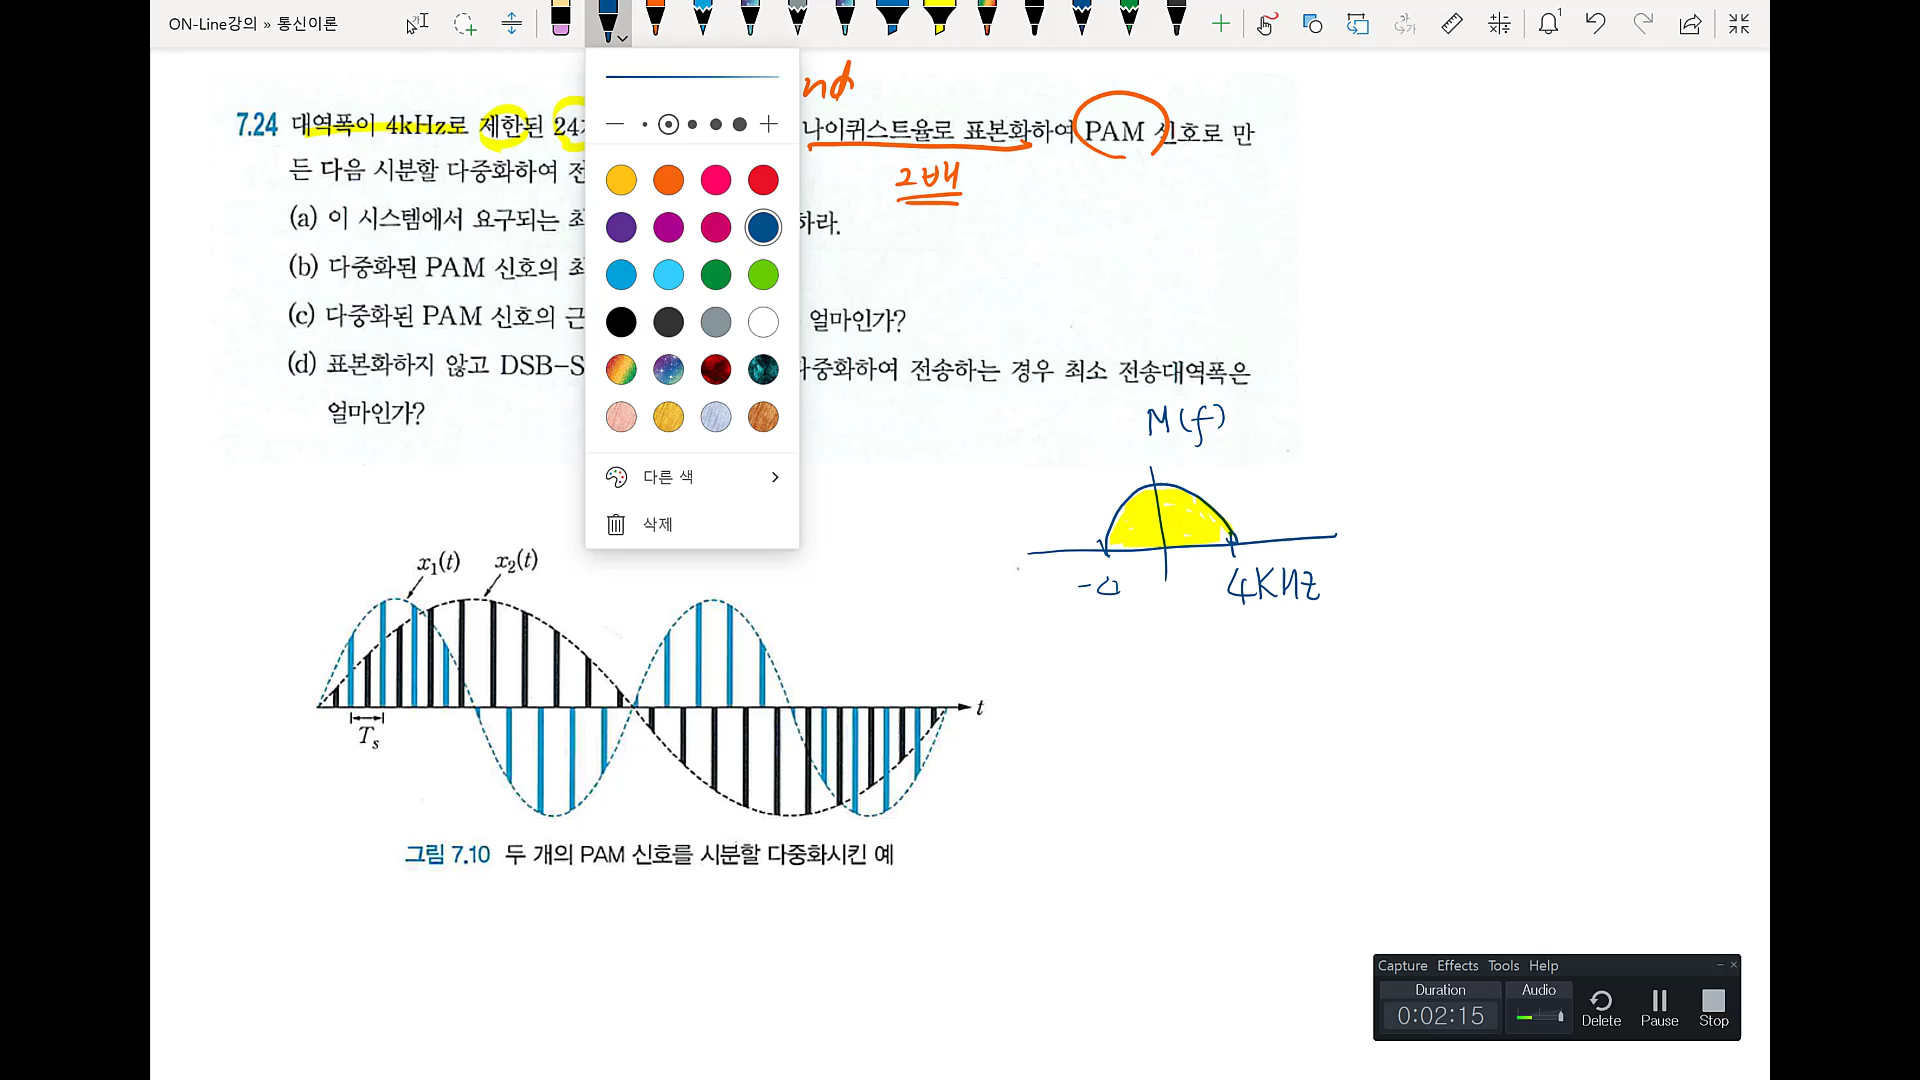 ON-Line강의 » 통신이론
nd
7.24 대역폭이 4kHz로 제한된 24 나이퀴스트율로 표본화하여 PAM 신호로 만
든 다음 시분할 다중화하여 전
2배
(a) 이 시스템에서 요구되는 최 하라.
(b) 다중화된 PAM 신호의 최
(c) 다중화된 PAM 신호의 근 얼마인가?
(d) 표본화하지 않고 DSB-S 다중화하여 전송하는 경우 최소 전송대역폭은
얼마인가?
다른 색
삭제
M(f)
-4 4KHz
x₁(t) x₂(t)
Tₛ
t
그림 7.10 두 개의 PAM 신호를 시분할 다중화시킨 예
Capture Effects Tools Help
Duration Audio
0:02:15
Delete Pause Stop